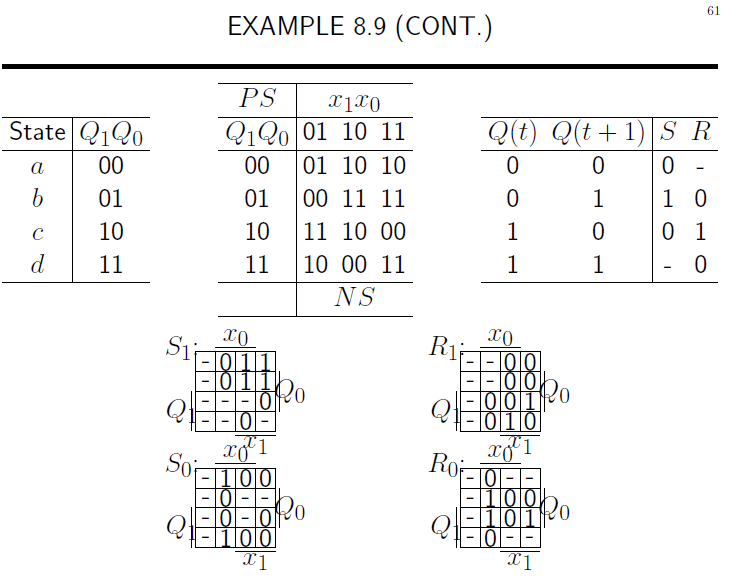 61
EXAMPLE 8.9 (CONT.)
PS x1x0
State Q1Q0 Q1Q0 01 10 11 Q(t) Q(t + 1) S R
a 00 00 01 10 10 0 0 0 -
b 01 01 00 11 11 0 1 1 0
c 10 10 11 10 00 1 0 0 1
d 11 11 10 00 11 1 1 - 0
NS
S1: x0 R1: x0
- 0 1 1 - - 0 0
- 0 1 1 Q0 - - 0 0 Q0
- - - 0 - 0 0 1
Q1 - - 0 - Q1 - 0 1 0
x1 x1
S0: x0 R0: x0
- 1 0 0 - 0 - -
- 0 - - Q0 - 1 0 0 Q0
- 0 - 0 - 1 0 1
Q1 - 1 0 0 Q1 - 0 - -
x1 x1